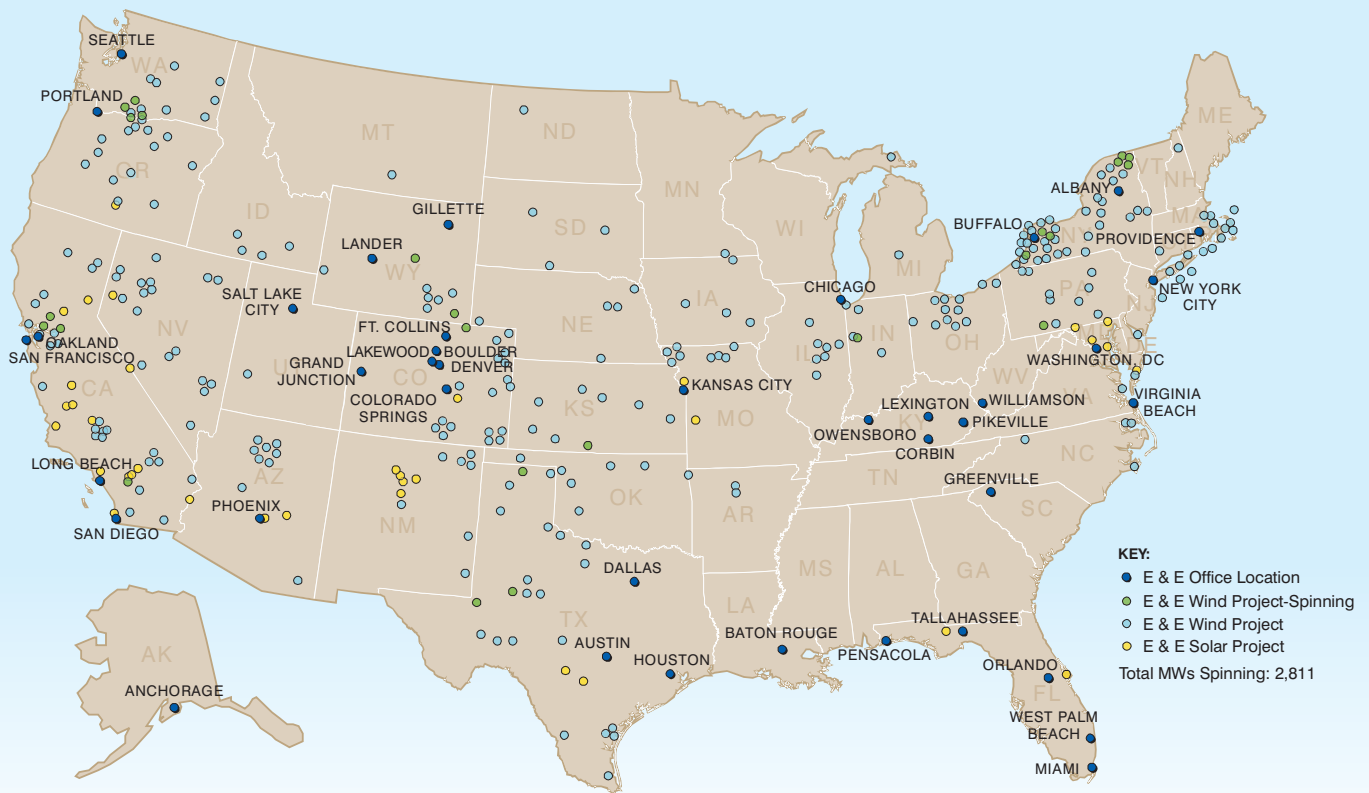 SEATTLE
WA
PORTLAND
OR
MT
ND
MN
ME
VT
NH
ALBANY
BUFFALO
NY
MA
PROVIDENCE
ID
GILLETTE
LANDER
WY
SD
WI
MI
CHICAGO
NEW YORK
CITY
PA
NJ
SALT LAKE
CITY
NV
IA
NE
FT. COLLINS
LAKEWOOD
BOULDER
DENVER
GRAND
JUNCTION
CO
COLORADO
SPRINGS
OAKLAND
SAN FRANCISCO
CA
IL
IN
OH
DE
WASHINGTON, DC
WV
VA
VIRGINIA
BEACH
KANSAS CITY
KS
MO
LEXINGTON
WILLIAMSON
KY
PIKEVILLE
OWENSBORO
CORBIN
LONG BEACH
AZ
PHOENIX
SAN DIEGO
NM
OK
AR
TN
NC
GREENVILLE
SC
DALLAS
TX
AUSTIN
HOUSTON
LA
BATON ROUGE
MS
AL
GA
PENSACOLA
TALLAHASSEE
ORLANDO
FL
WEST PALM
BEACH
MIAMI
AK
ANCHORAGE
KEY:
E & E Office Location
E & E Wind Project-Spinning
E & E Wind Project
E & E Solar Project
Total MWs Spinning: 2,811